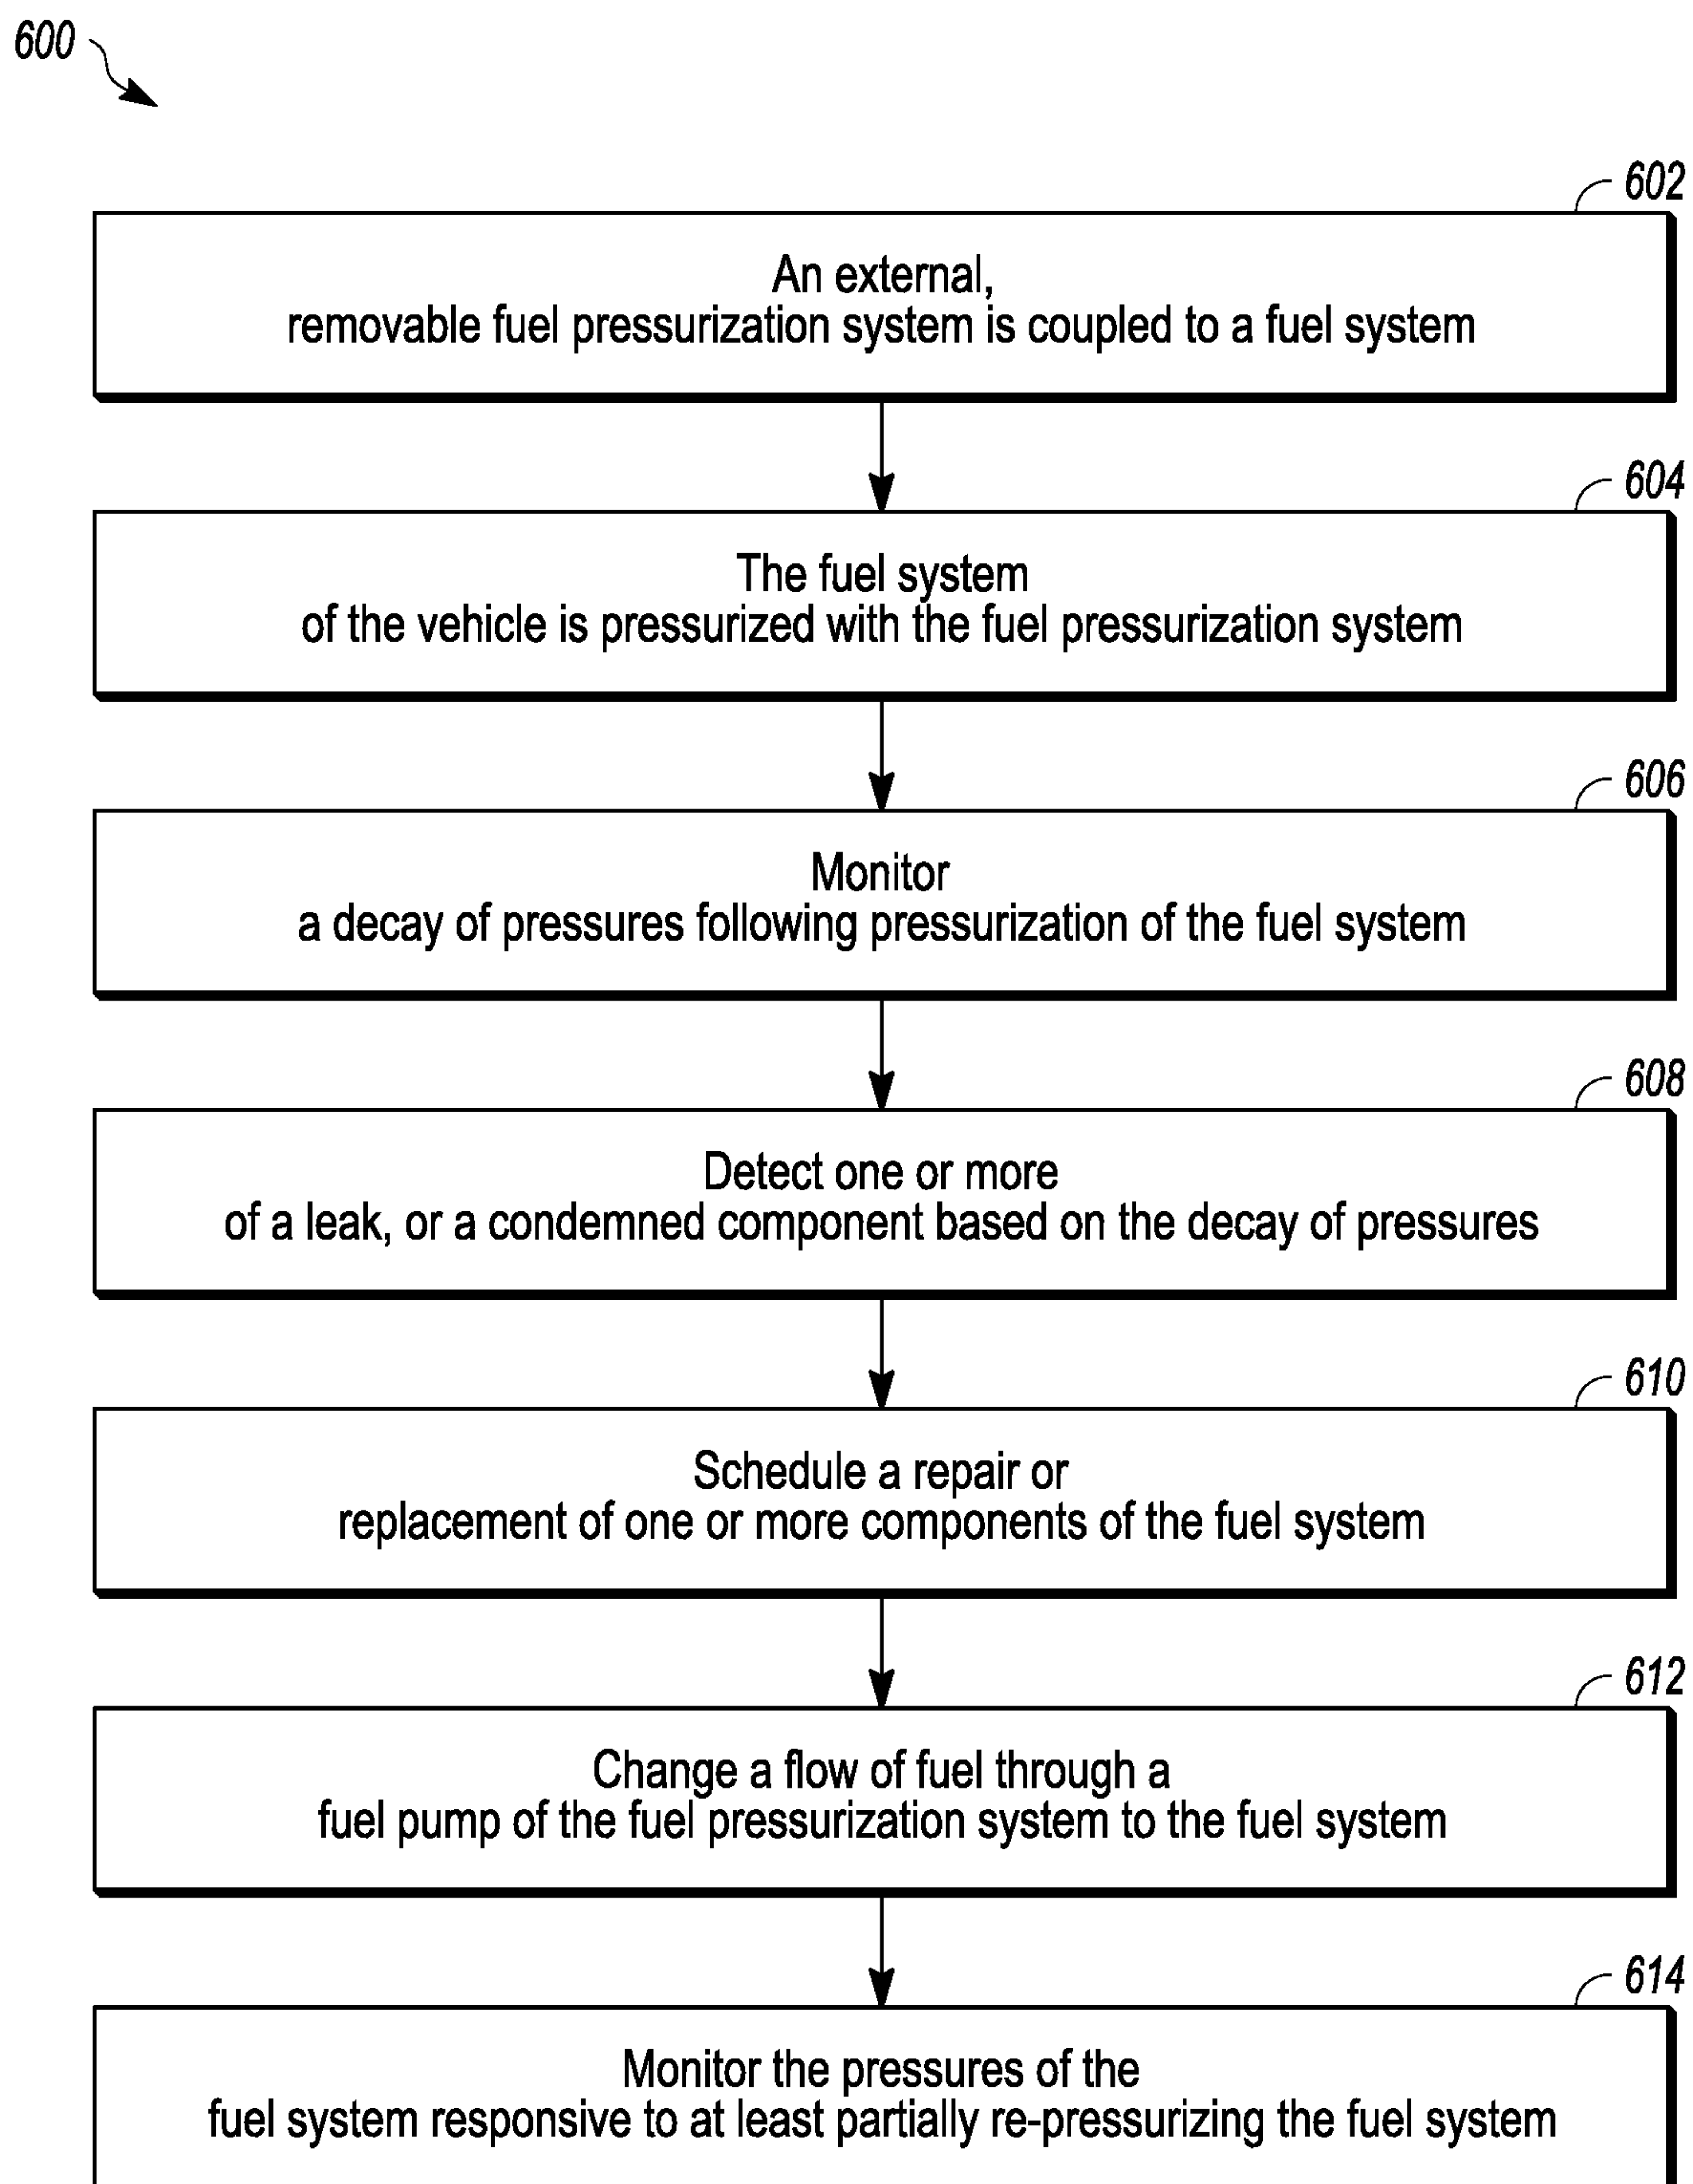 600
602
An external,
removable fuel pressurization system is coupled to a fuel system
604
The fuel system
of the vehicle is pressurized with the fuel pressurization system
606
Monitor
a decay of pressures following pressurization of the fuel system
608
Detect one or more
of a leak, or a condemned component based on the decay of pressures
610
Schedule a repair or
replacement of one or more components of the fuel system
612
Change a flow of fuel through a
fuel pump of the fuel pressurization system to the fuel system
614
Monitor the pressures of the
fuel system responsive to at least partially re-pressurizing the fuel system